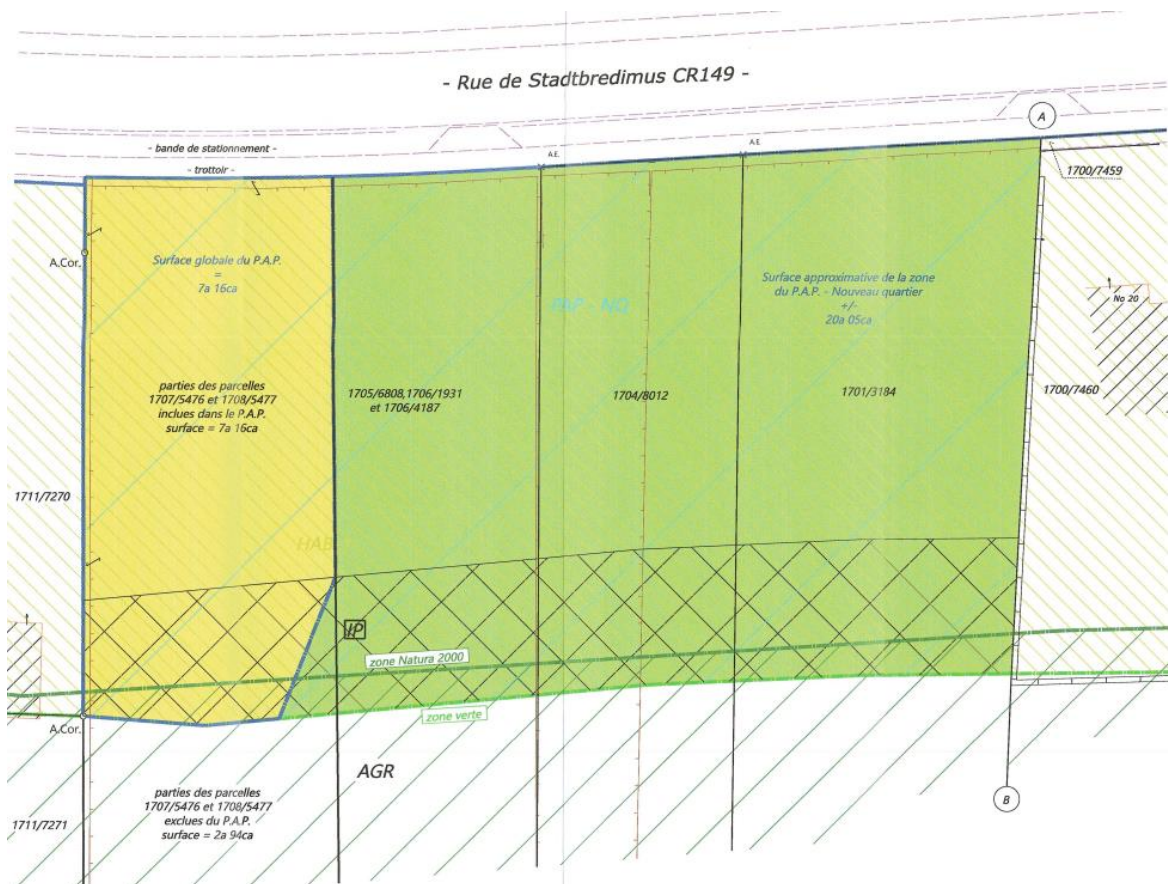 - Rue de Stadtbredimus CR149 -
A
- bande de stationnement -
- trottoir -
A.E.
A.E.
1700/7459
A.Cor.
Surface globale du P.A.P.
=
7a 16ca
PAP - NQ
Surface approximative de la zone
du P.A.P. - Nouveau quartier
+/-
20a 05ca
No 20
parties des parcelles
1707/5476 et 1708/5477
inclues dans le P.A.P.
surface = 7a 16ca
1705/6808,1706/1931
et 1706/4187
1704/8012
1701/3184
1700/7460
1711/7270
HAB
IP
zone Natura 2000
zone verte
A.Cor.
AGR
parties des parcelles
1707/5476 et 1708/5477
exclues du P.A.P.
surface = 2a 94ca
1711/7271
B